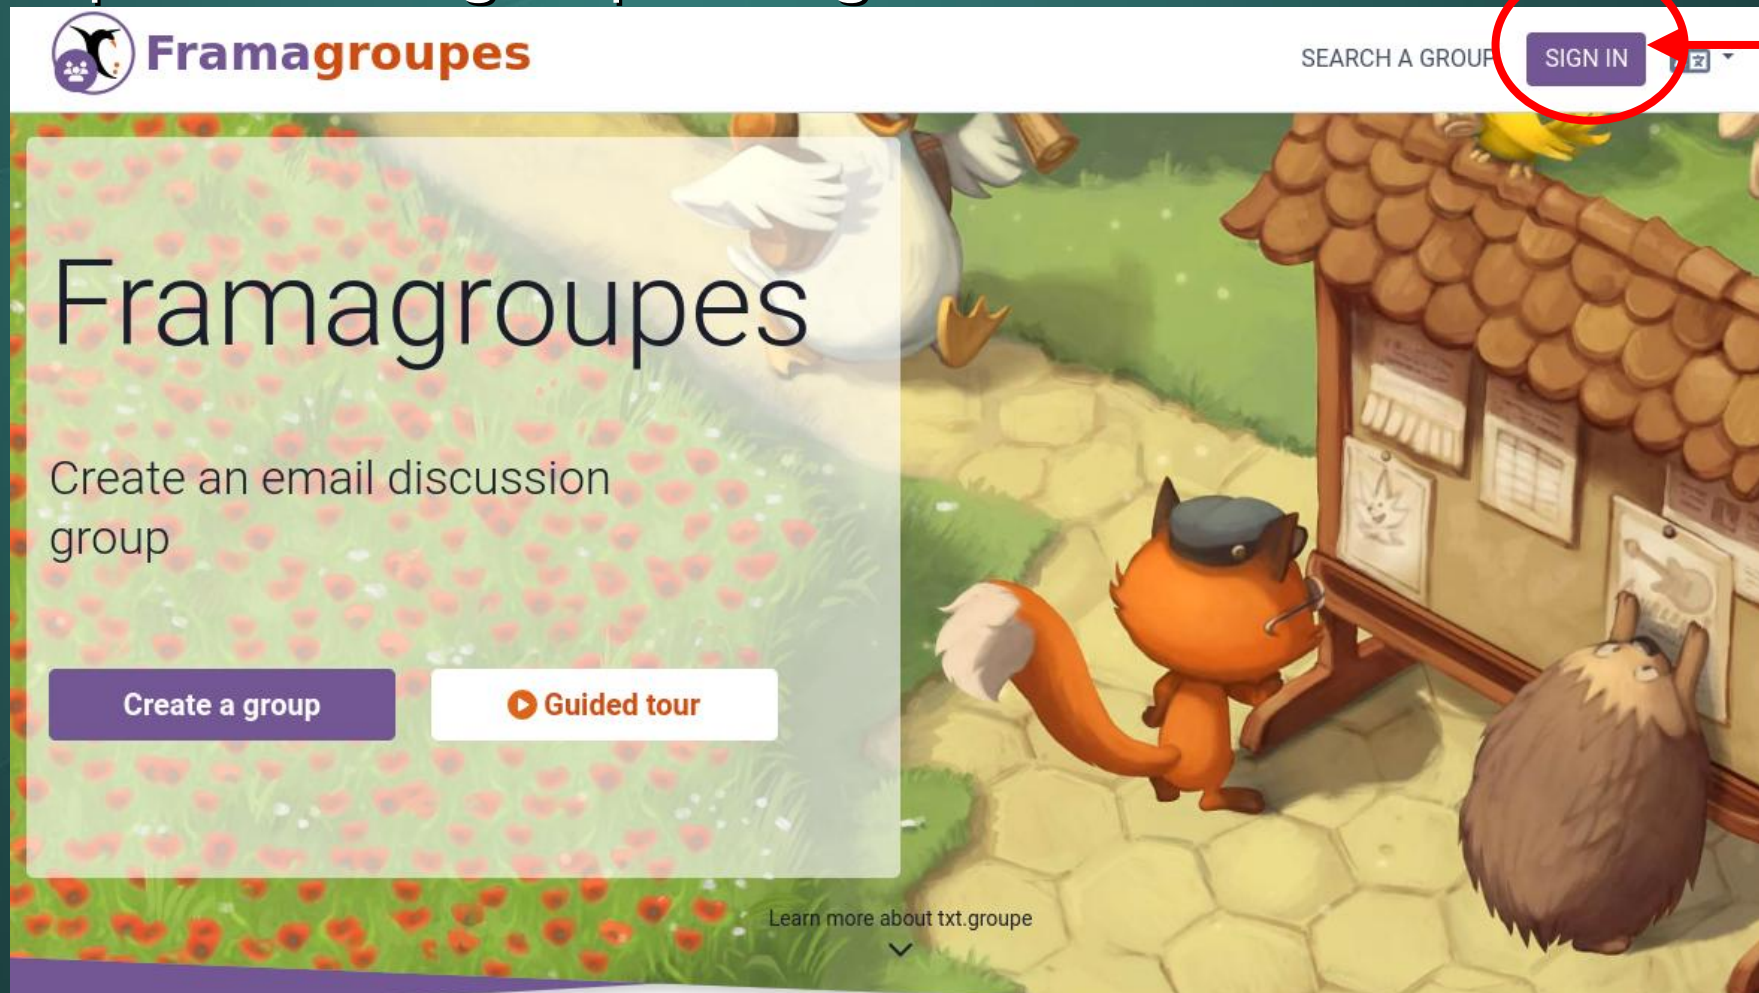 Framagroupes
SEARCH A GROUP
SIGN IN
Framagroupes
Create an email discussion
group
Create a group
Guided tour
Learn more about txt.groupe